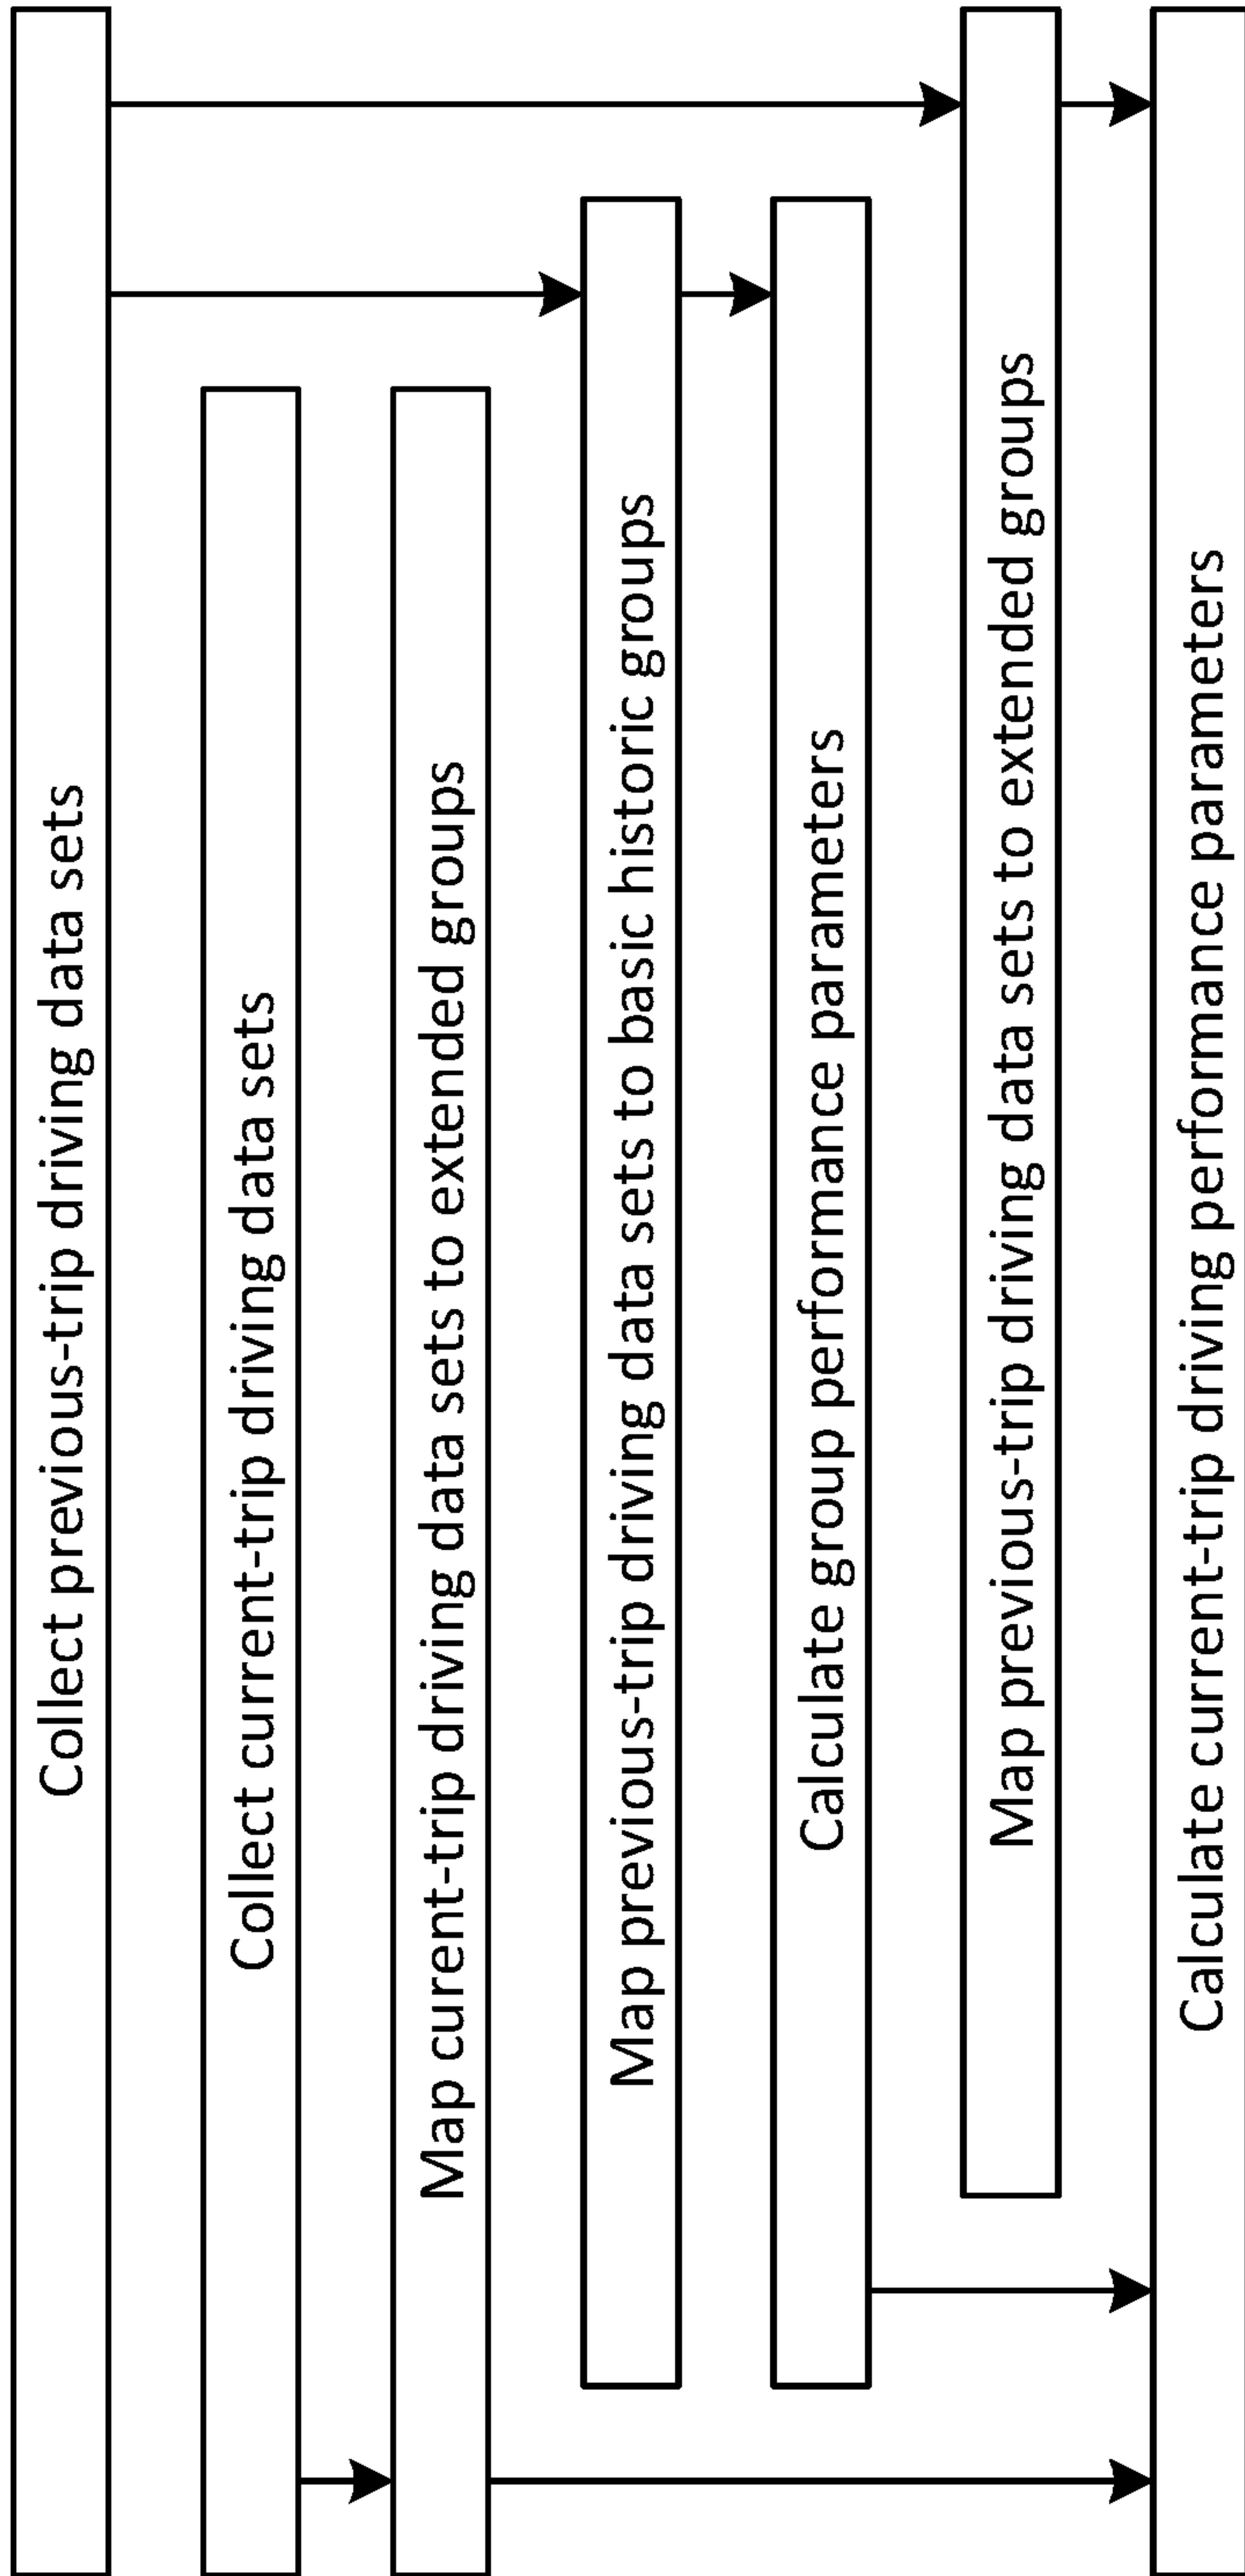 Collect previous-trip driving data sets
Collect current-trip driving data sets
Map curent-trip driving data sets to extended groups
Map previous-trip driving data sets to basic historic groups
Calculate group performance parameters
Map previous-trip driving data sets to extended groups
Calculate current-trip driving performance parameters